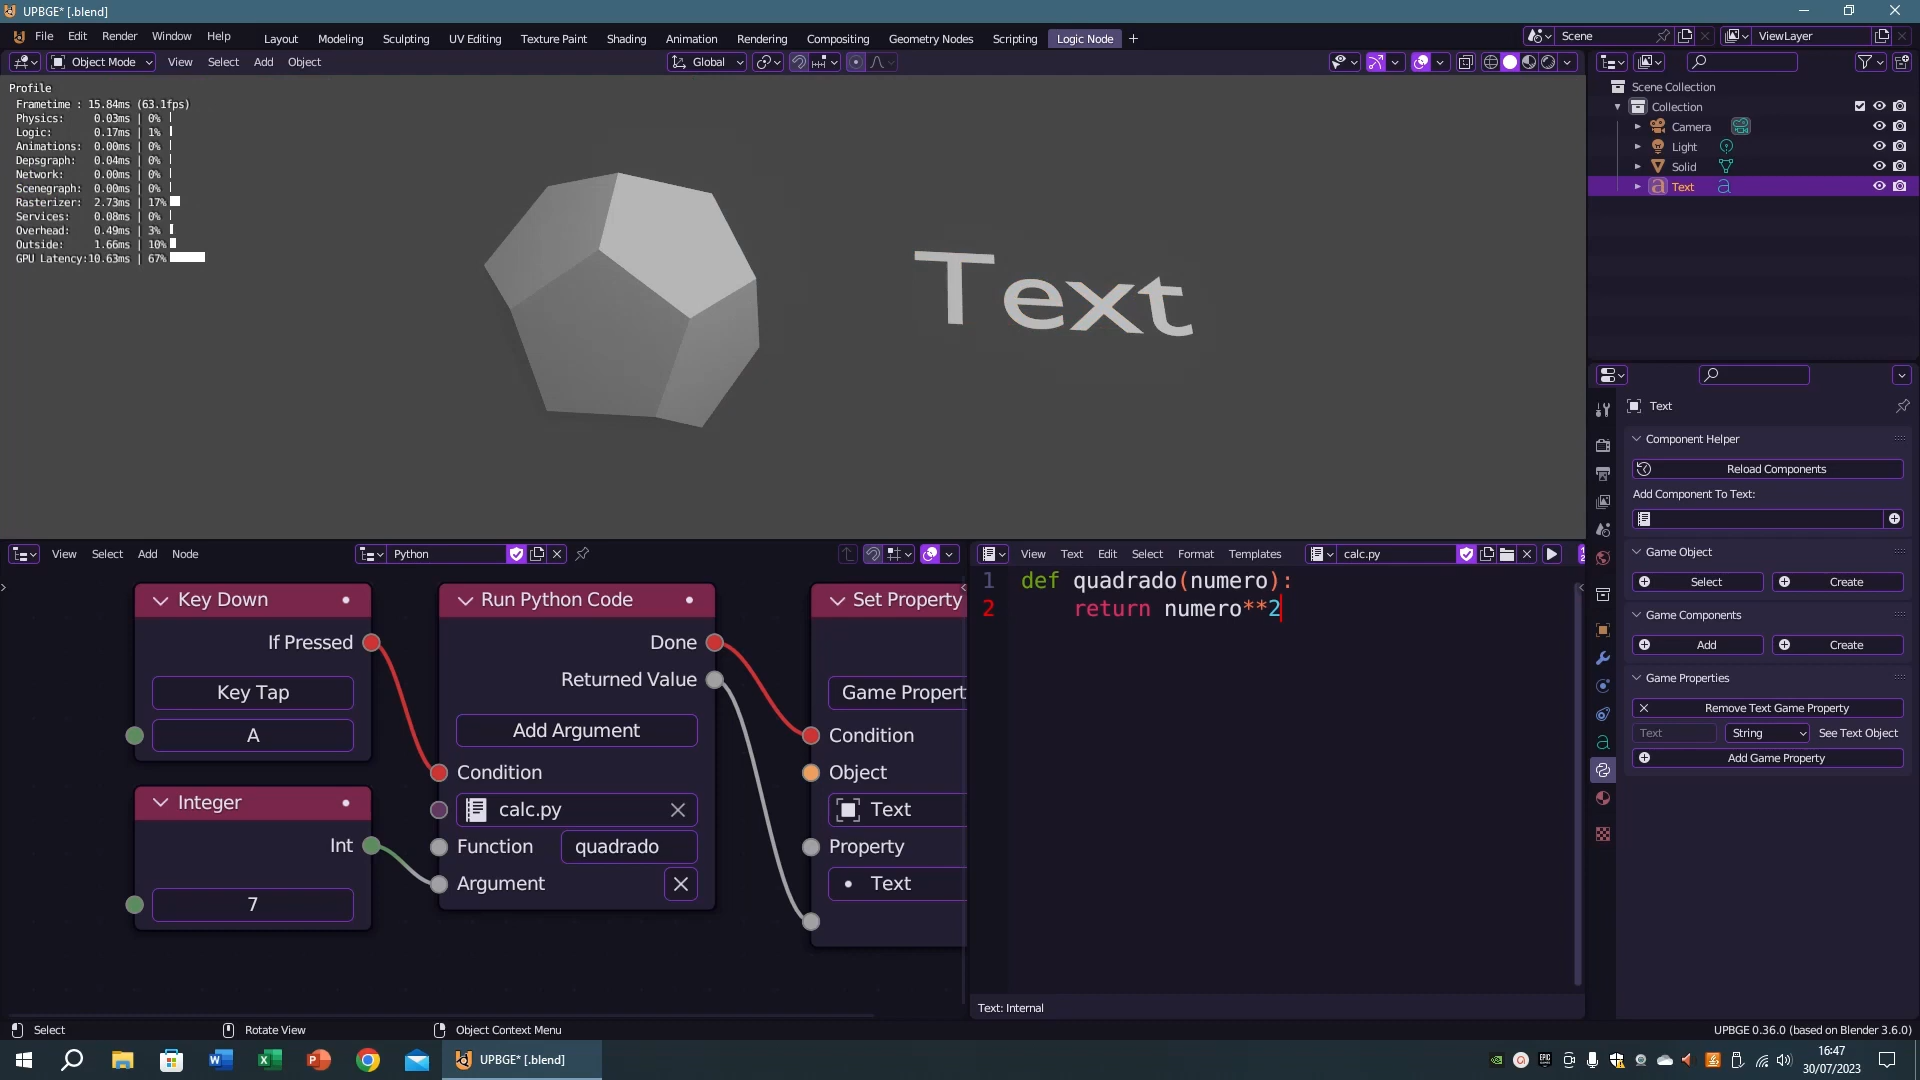 UPBGE* [.blend]
File Edit Render Window Help Layout Modeling Sculpting UV Editing Texture Paint Shading Animation Rendering Compositing Geometry Nodes Scripting Logic Node + Scene ViewLayer
Object Mode View Select Add Object Global
Profile
Frametime : 15.84ms (63.1fps)
Physics: 0.03ms | 0%
Logic: 0.17ms | 1%
Animations: 0.00ms | 0%
Depsgraph: 0.04ms | 0%
Network: 0.00ms | 0%
Scenegraph: 0.00ms | 0%
Rasterizer: 2.73ms | 17%
Services: 0.08ms | 0%
Overhead: 0.49ms | 3%
Outside: 1.66ms | 10%
GPU Latency:10.63ms | 67%
Text
Scene Collection
Collection
Camera
Light
Solid
Text
Text
Component Helper
Reload Components
Add Component To Text:
Game Object
Select Create
Game Components
Add Create
Game Properties
Remove Text Game Property
Text String See Text Object
Add Game Property
View Select Add Node Python
Key Down
If Pressed
Key Tap
A
Integer
Int
7
Run Python Code
Done
Returned Value
Add Argument
Condition
calc.py
Function quadrado
Argument
Set Property
Game Propert
Condition
Object
Text
Property
Text
View Text Edit Select Format Templates calc.py
1 def quadrado(numero):
2 return numero**2
Text: Internal
Select Rotate View Object Context Menu UPBGE 0.36.0 (based on Blender 3.6.0)
UPBGE* [.blend]
16:47
30/07/2023